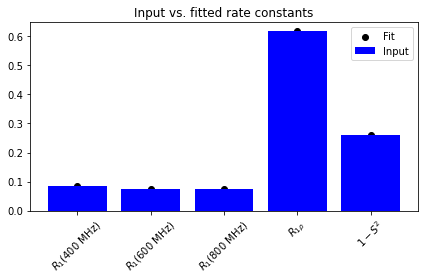 Input vs. fitted rate constants
Fit
Input
0.6
0.5
0.4
0.3
0.2
0.1
0.0
R₁(400 MHz)
R₁(600 MHz)
R₁(800 MHz)
R₁ρ
1 − S²